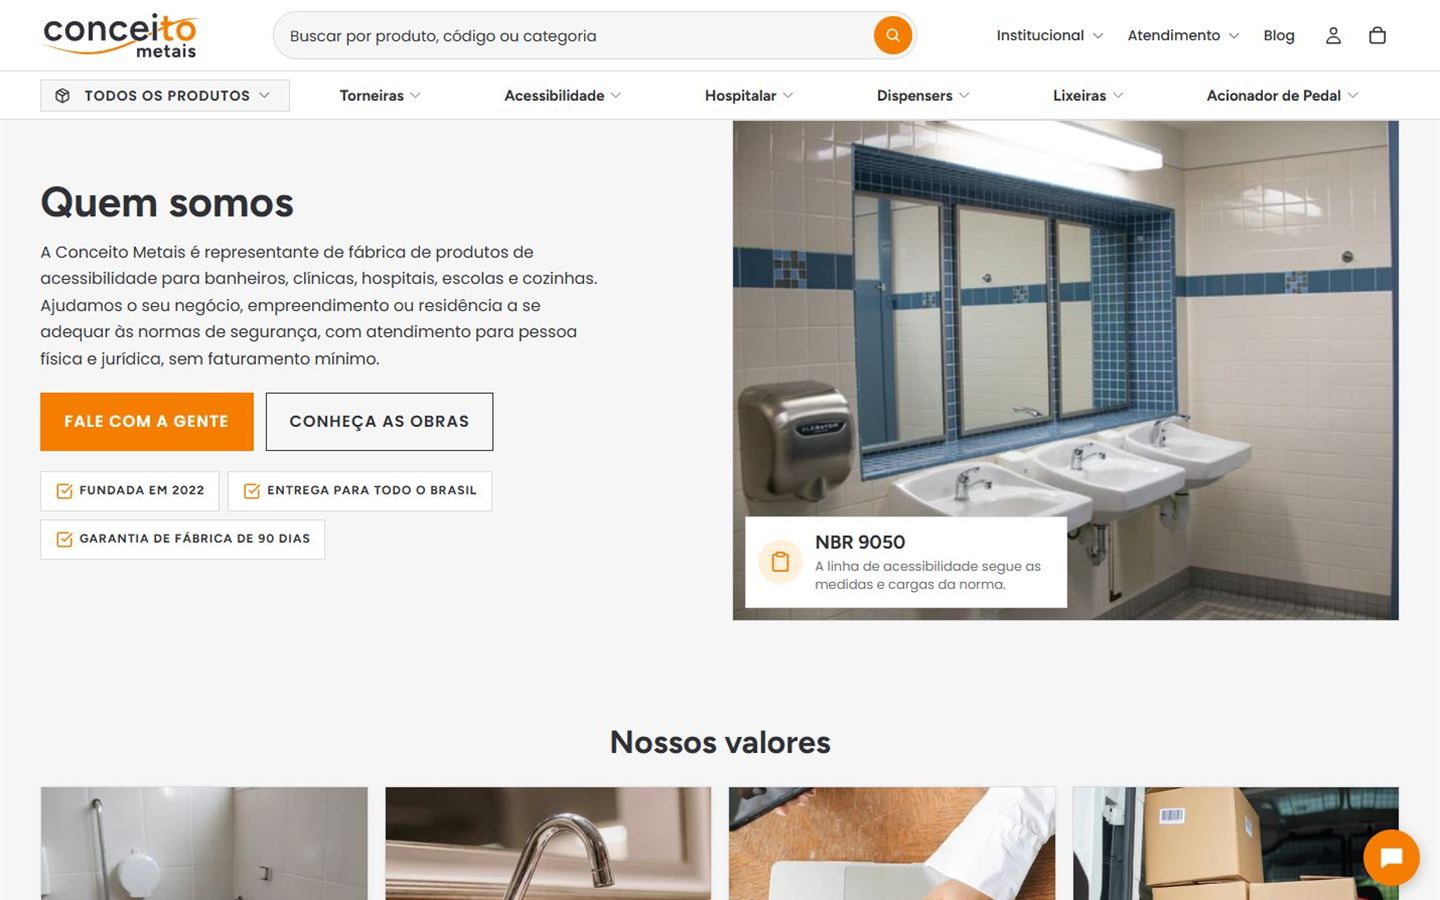 conceito
metais
Buscar por produto, código ou categoria
Institucional
Atendimento
Blog
TODOS OS PRODUTOS
Torneiras
Acessibilidade
Hospitalar
Dispensers
Lixeiras
Acionador de Pedal
Quem somos
A Conceito Metais é representante de fábrica de produtos de
acessibilidade para banheiros, clínicas, hospitais, escolas e cozinhas.
Ajudamos o seu negócio, empreendimento ou residência a se
adequar às normas de segurança, com atendimento para pessoa
física e jurídica, sem faturamento mínimo.
FALE COM A GENTE
CONHEÇA AS OBRAS
FUNDADA EM 2022
ENTREGA PARA TODO O BRASIL
GARANTIA DE FÁBRICA DE 90 DIAS
XLERATOR
NBR 9050
A linha de acessibilidade segue as
medidas e cargas da norma.
Nossos valores